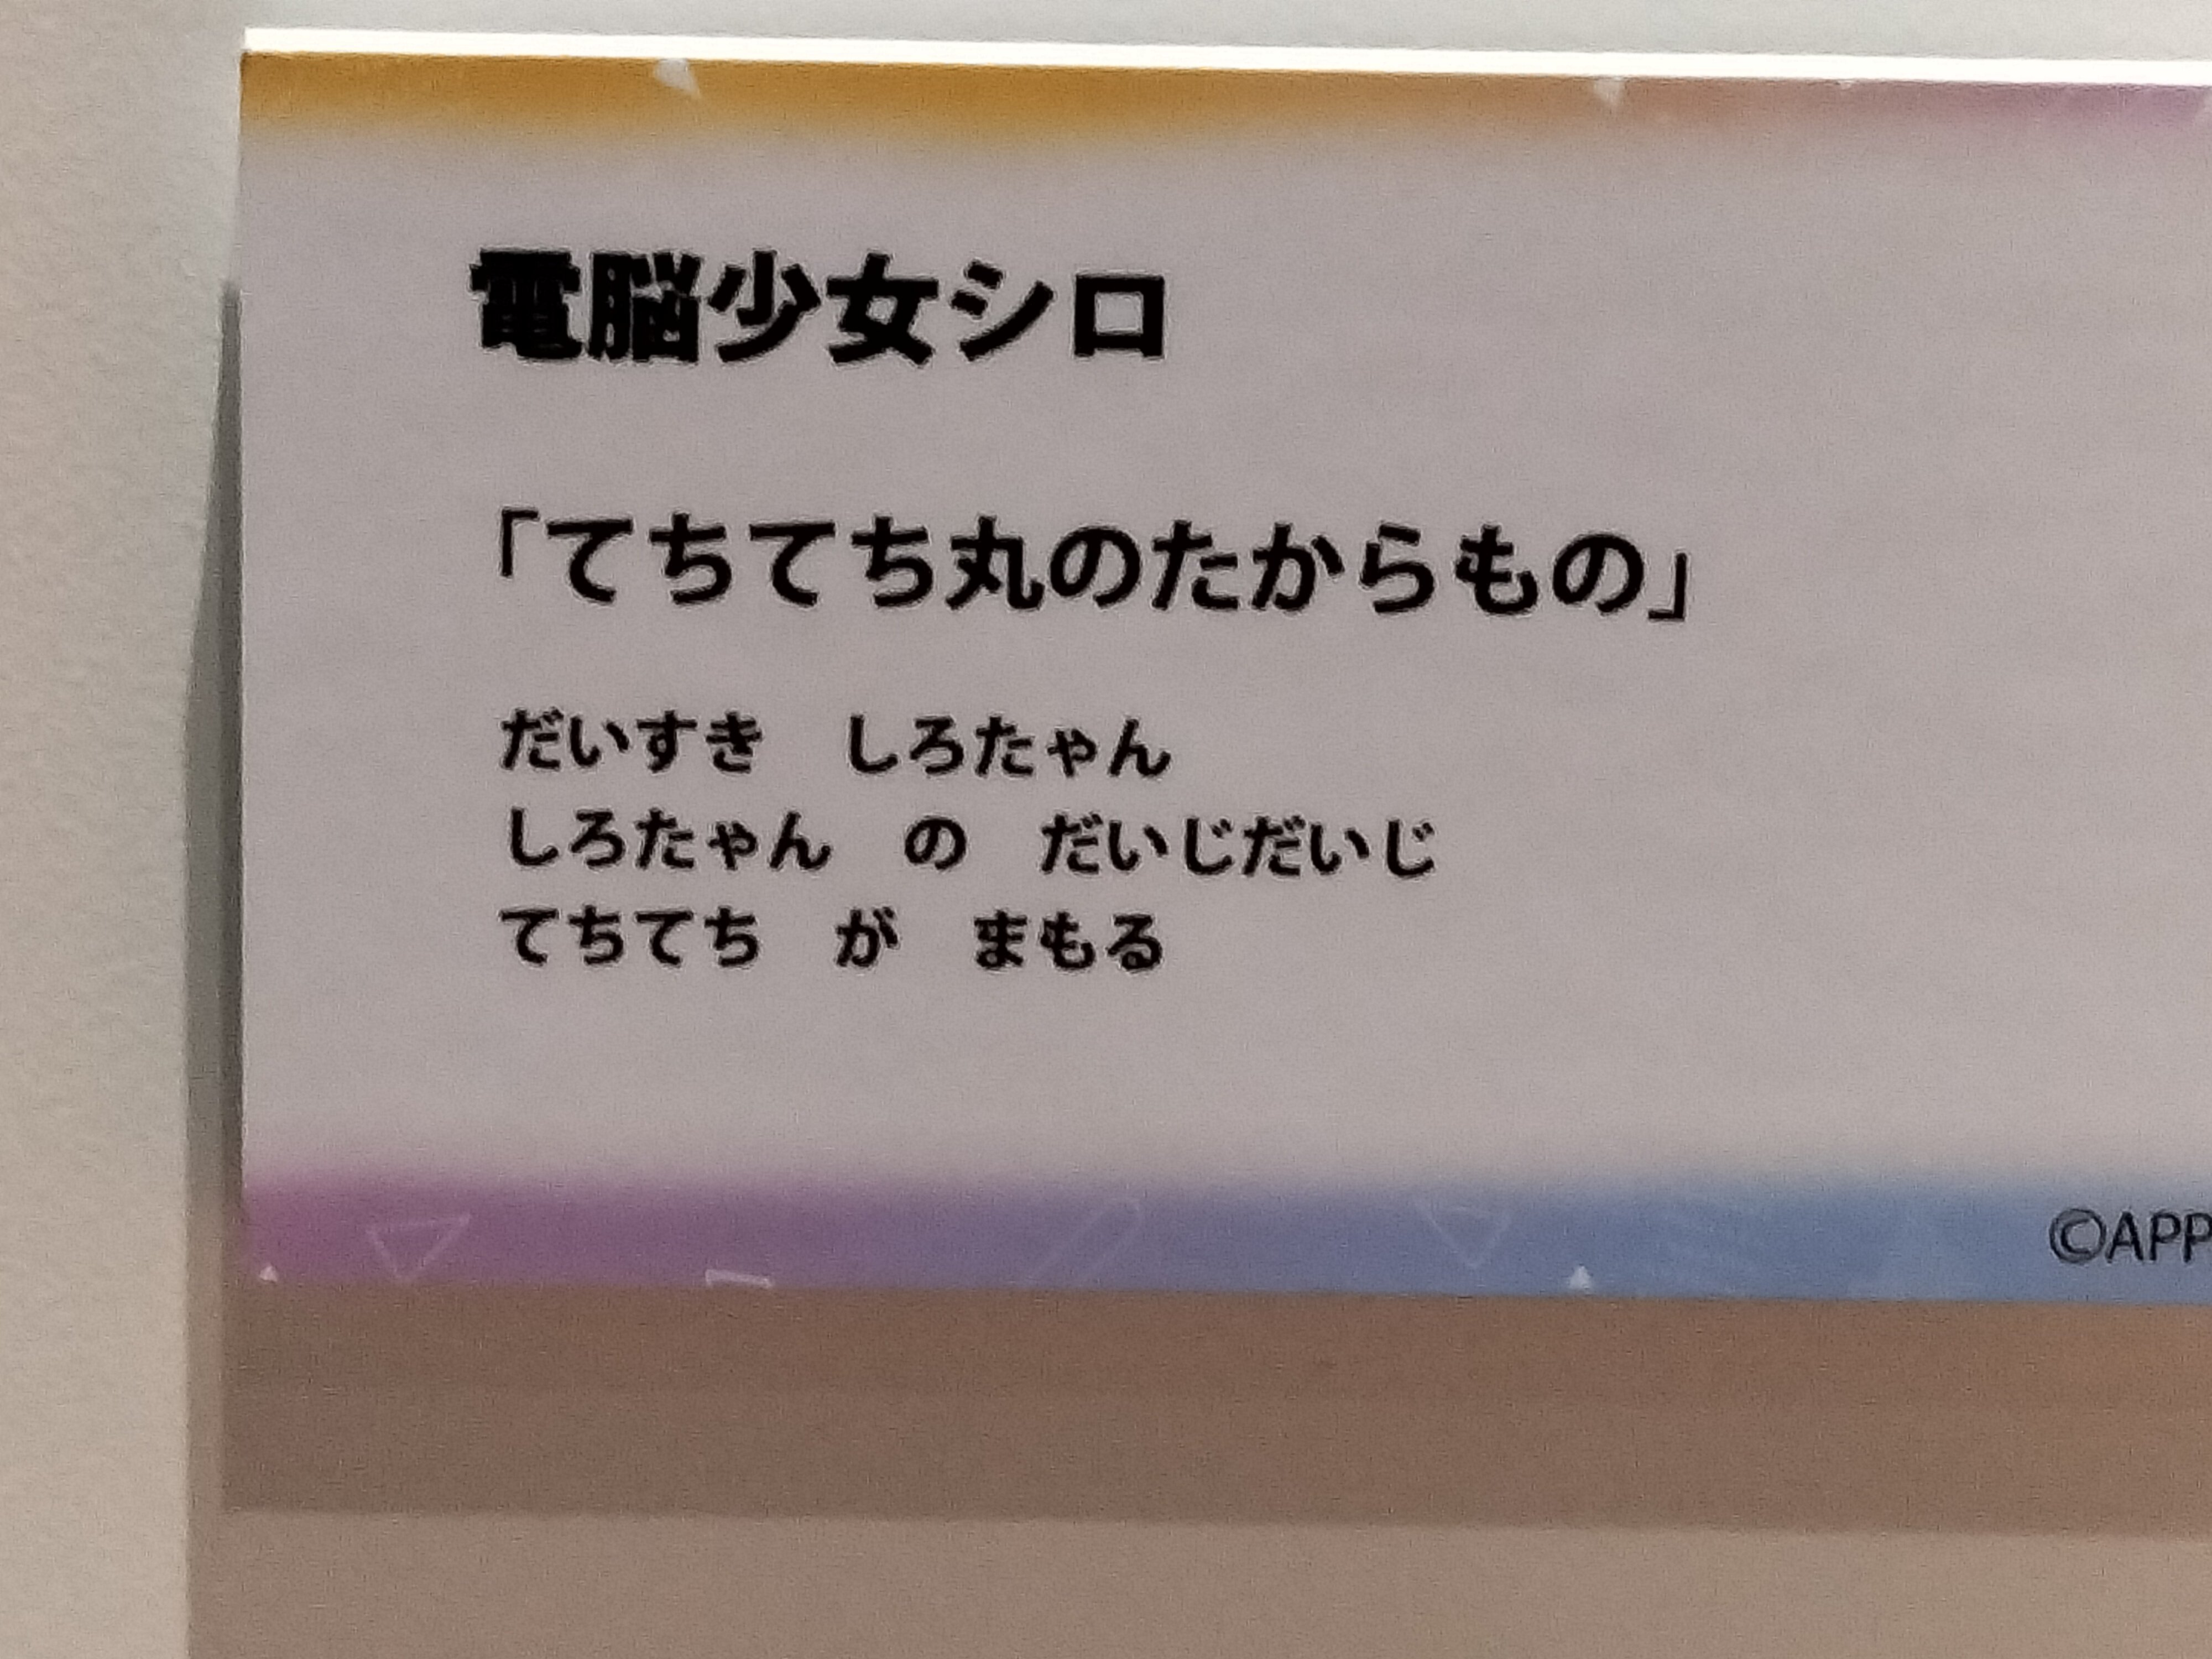 電脳少女シロ
「てちてち丸のたからもの」
だいすき　しろたゃん
しろたゃん　の　だいじだいじ
てちてち　が　まもる
©APP